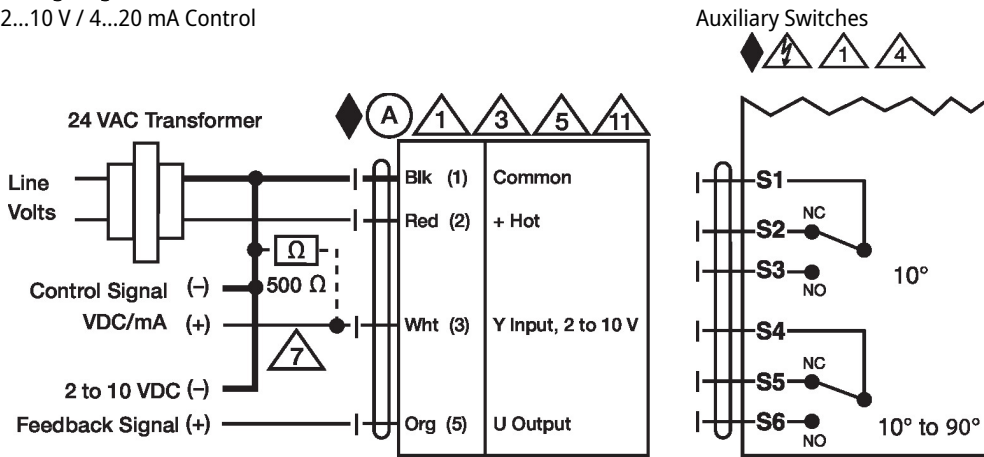 2...10 V / 4...20 mA Control
24 VAC Transformer
A 1 3 5 11
Line
Volts
Blk (1) Common
Red (2) + Hot
Ω
500 Ω
Control Signal (–)
VDC/mA (+)
7
Wht (3) Y Input, 2 to 10 V
2 to 10 VDC (–)
Feedback Signal (+)
Org (5) U Output
Auxiliary Switches
1 4
S1
NC
S2
S3
NO
10°
S4
NC
S5
S6
NO
10° to 90°